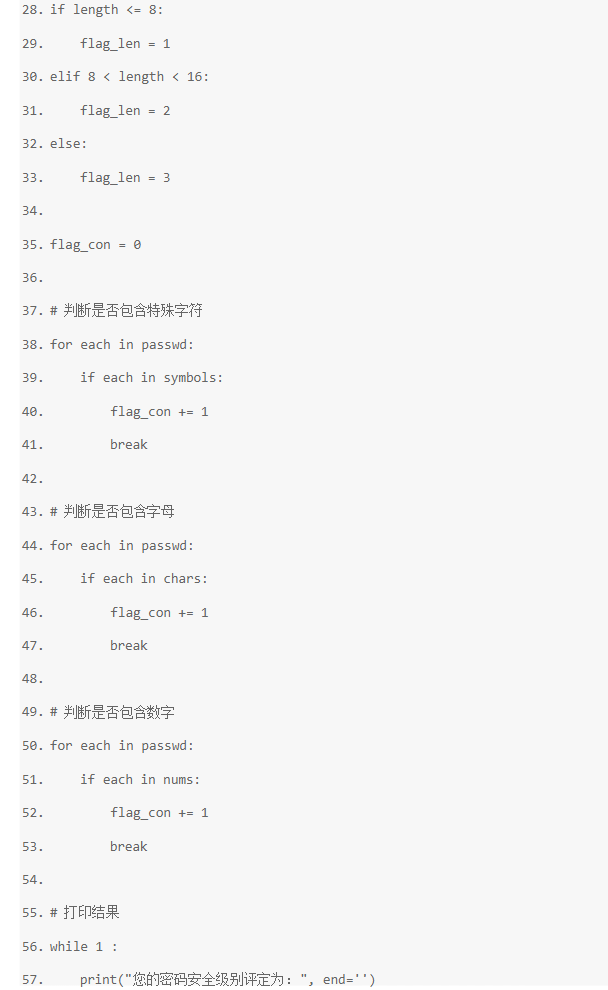 28. if length <= 8:
29.     flag_len = 1
30. elif 8 < length < 16:
31.     flag_len = 2
32. else:
33.     flag_len = 3
34.
35. flag_con = 0
36.
37. # 判断是否包含特殊字符
38. for each in passwd:
39.     if each in symbols:
40.         flag_con += 1
41.         break
42.
43. # 判断是否包含字母
44. for each in passwd:
45.     if each in chars:
46.         flag_con += 1
47.         break
48.
49. # 判断是否包含数字
50. for each in passwd:
51.     if each in nums:
52.         flag_con += 1
53.         break
54.
55. # 打印结果
56. while 1 :
57.     print("您的密码安全级别评定为：", end='')